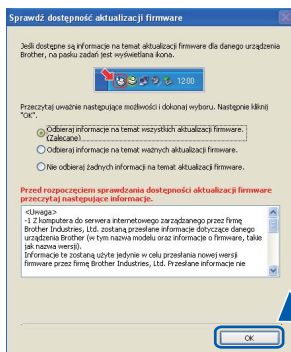 Sprawdź dostępność aktualizacji firmware
Jeśli dostępne są informacje na temat aktualizacji firmware dla danego urządzenia
Brother, na pasku zadań jest wyświetlana ikona.
12:00
Przeczytaj uważnie następujące możliwości i dokonaj wyboru. Następnie kliknij
"OK".
Odbieraj informacje na temat wszystkich aktualizacji firmware.
(Zalecane)
Odbieraj informacje na temat ważnych aktualizacji firmware.
Nie odbieraj żadnych informacji na temat aktualizacji firmware.
Przed rozpoczęciem sprawdzania dostępności aktualizacji firmware
przeczytaj następujące informacje.
<Uwaga>
-1 Z komputera do serwera internetowego zarządzanego przez firmę
Brother Industries, Ltd. zostaną przesłane informacje dotyczące danego
urządzenia Brother (w tym nazwa modelu oraz informacje o firmware, takie
jak nazwa wersji).
Informacje te zostaną użyte jedynie w celu przesłania nowej wersji
firmware przez firmę Brother Industries, Ltd. Przesłane informacje nie
OK